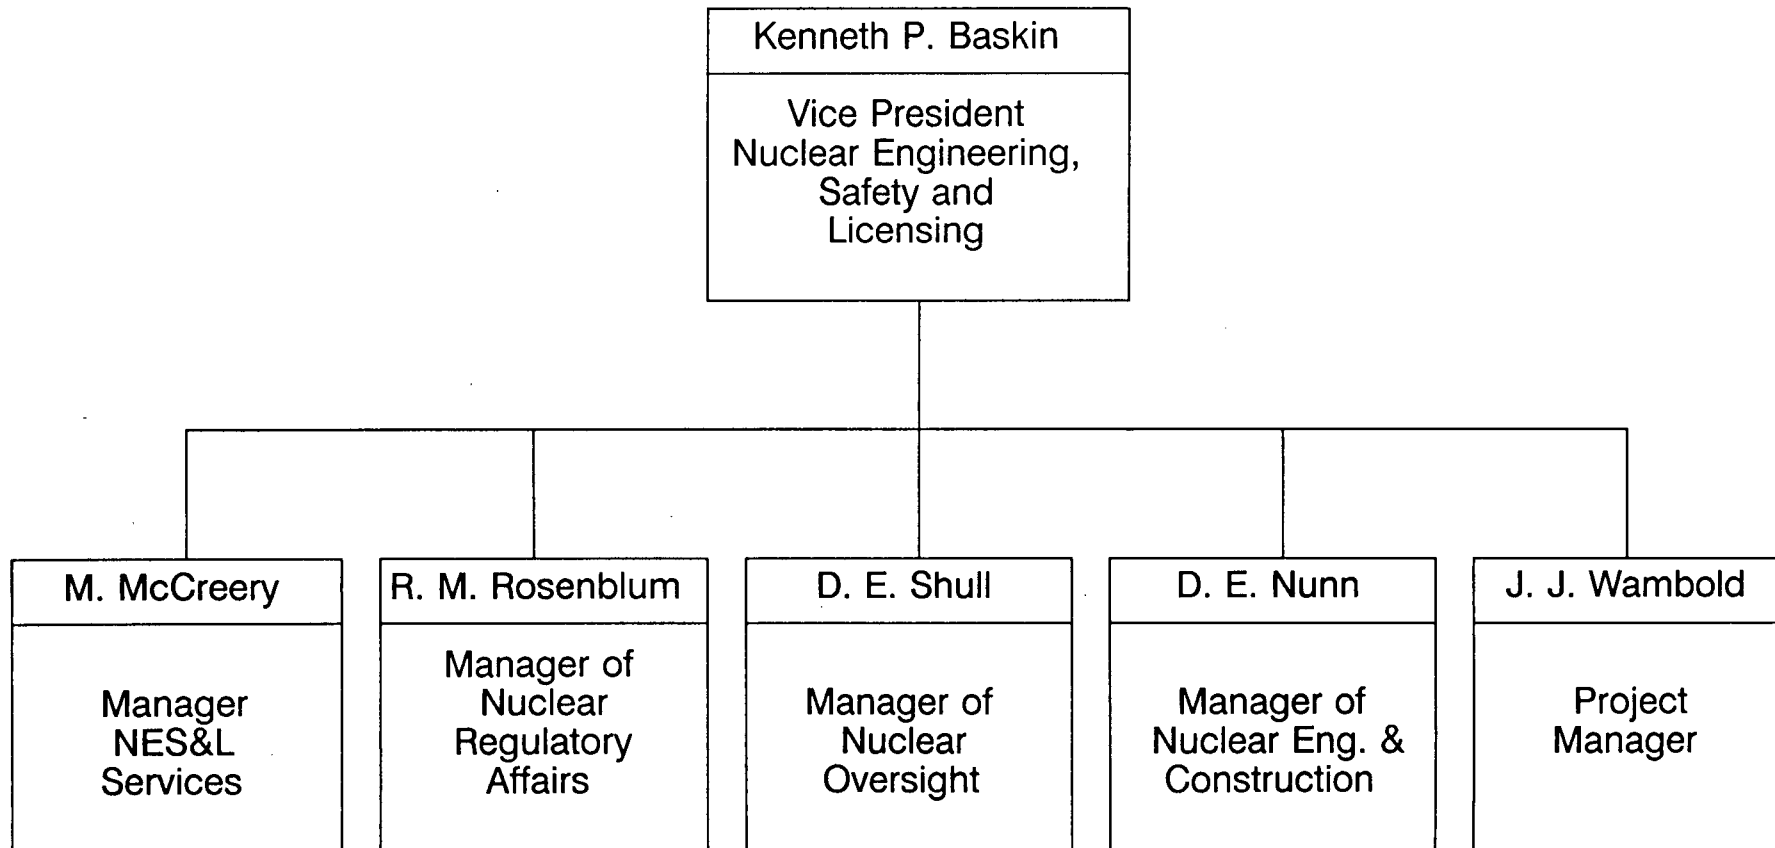 Kenneth P. Baskin
Vice President
Nuclear Engineering,
Safety and
Licensing
M. McCreery
Manager
NES&L
Services
R. M. Rosenblum
Manager of
Nuclear
Regulatory
Affairs
D. E. Shull
Manager of
Nuclear
Oversight
D. E. Nunn
Manager of
Nuclear Eng. &
Construction
J. J. Wambold
Project
Manager